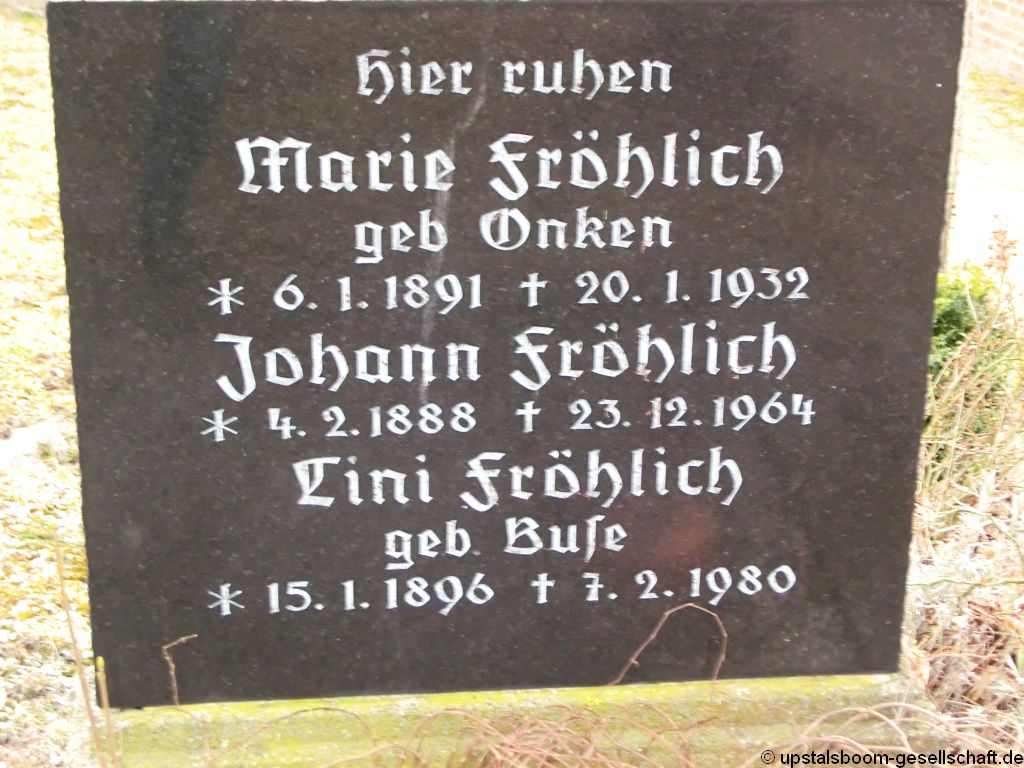 Hier ruhen
Marie Fröhlich
geb Onken
* 6. 1. 1891 † 20. 1. 1932
Johann Fröhlich
* 4. 2. 1888 † 23. 12. 1964
Tini Fröhlich
geb. Buſe
* 15. 1. 1896 † 7. 2. 1980
© upstalsboom-gesellschaft.de